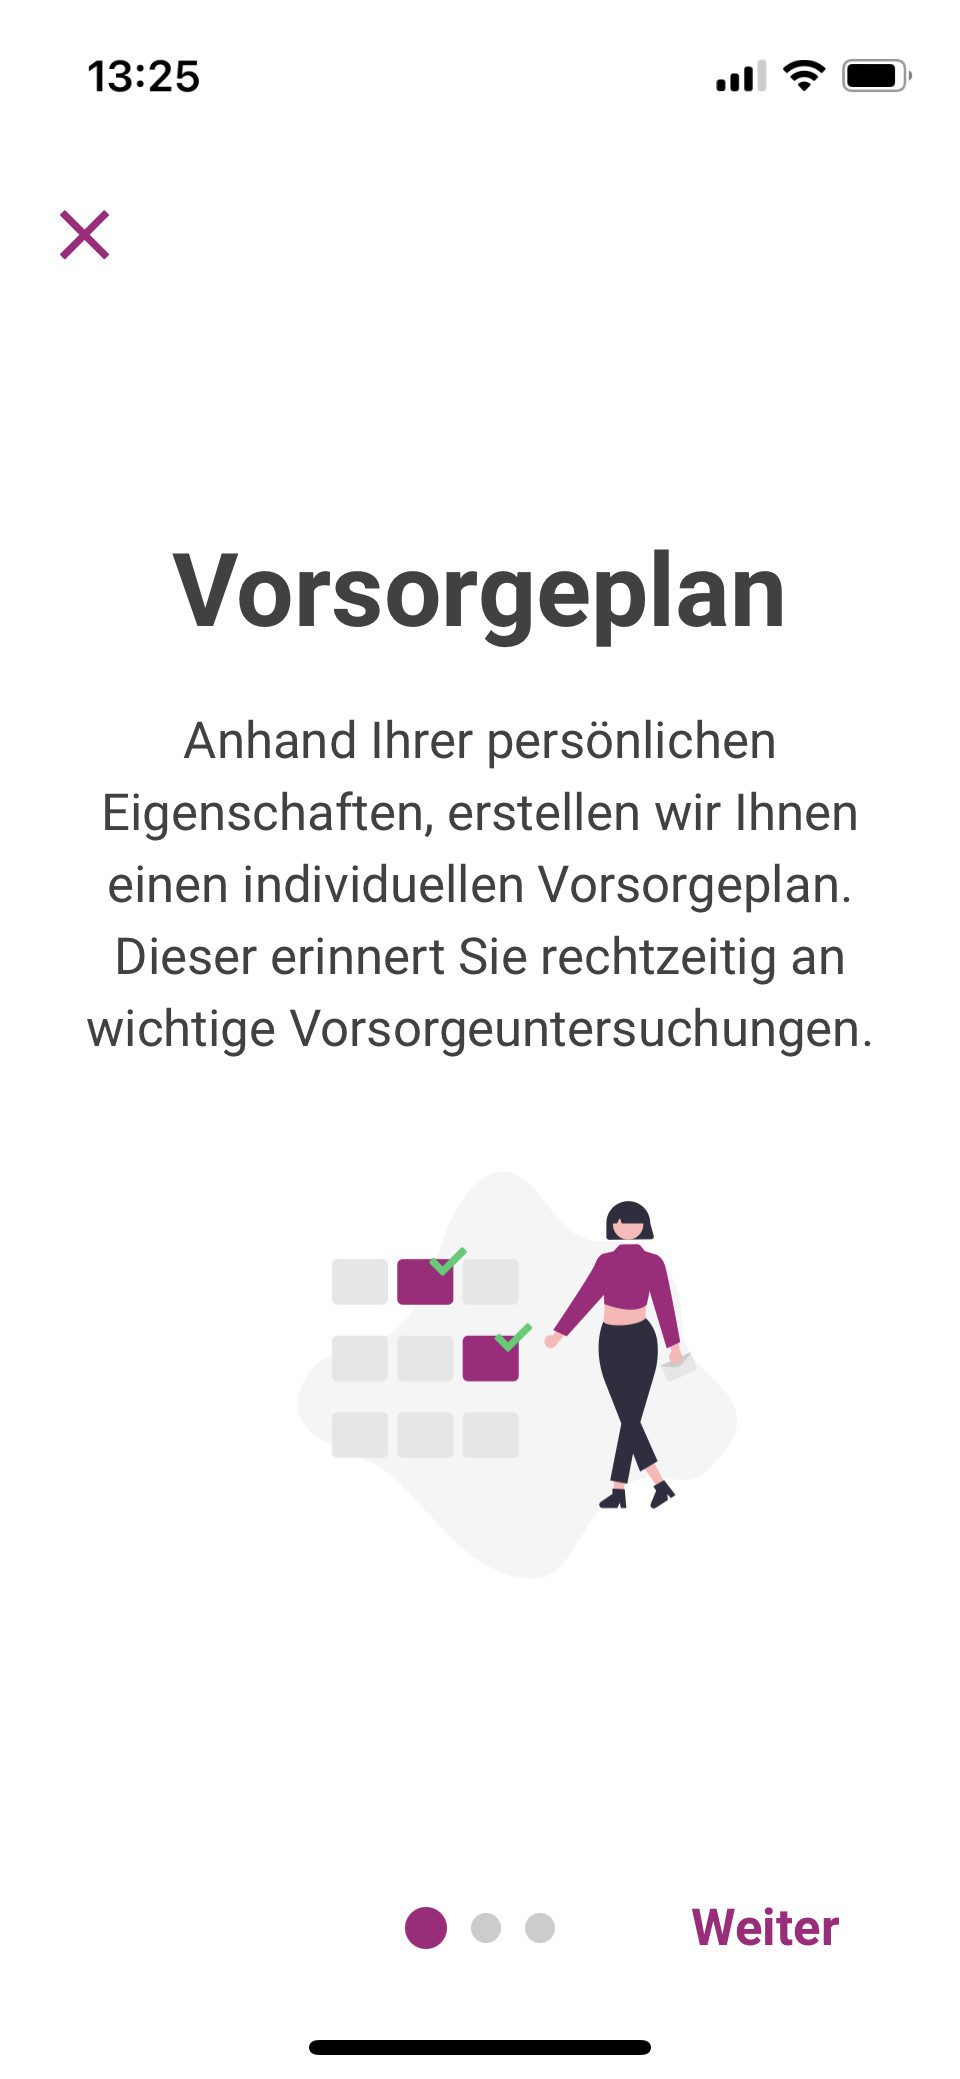 13:25
Vorsorgeplan
Anhand Ihrer persönlichen
Eigenschaften, erstellen wir Ihnen
einen individuellen Vorsorgeplan.
Dieser erinnert Sie rechtzeitig an
wichtige Vorsorgeuntersuchungen.
Weiter